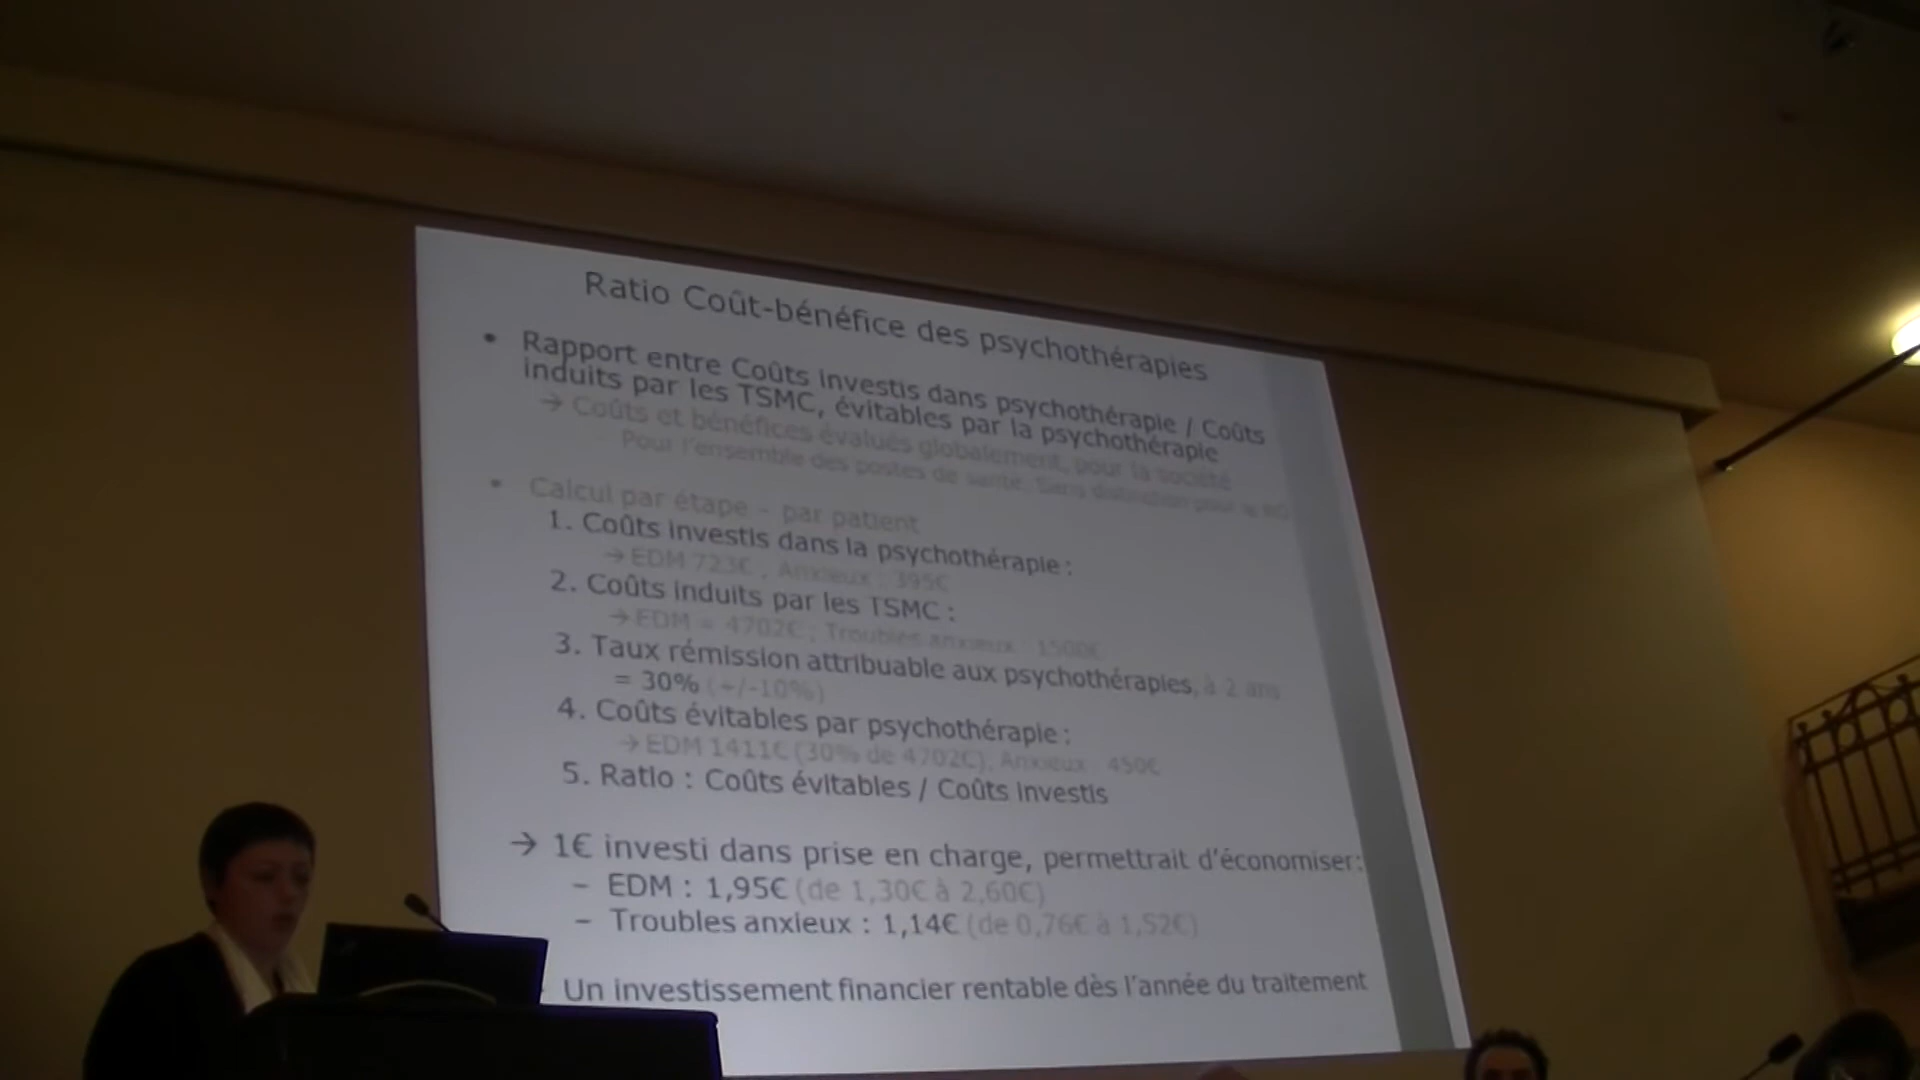 Ratio Coût-bénéfice des psychothérapies
• Rapport entre Coûts investis dans psychothérapie / Coûts
induits par les TSMC, évitables par la psychothérapie
→ Coûts et bénéfices évalués globalement, pour la société
Pour l'ensemble des postes de santé. Sans distinction pour le
• Calcul par étape - par patient
1. Coûts investis dans la psychothérapie :
→ EDM 723€ , Anxieux : 395€
2. Coûts induits par les TSMC :
→ EDM = 4702€ ; Troubles anxieux : 1500€
3. Taux rémission attribuable aux psychothérapies, à 2 ans
= 30% (+/-10%)
4. Coûts évitables par psychothérapie :
→ EDM 1411€ (30% de 4702€), Anxieux : 450€
5. Ratio : Coûts évitables / Coûts investis
→ 1€ investi dans prise en charge, permettrait d'économiser:
– EDM : 1,95€ (de 1,30€ à 2,60€)
– Troubles anxieux : 1,14€ (de 0,76€ à 1,52€)
Un investissement financier rentable dès l'année du traitement